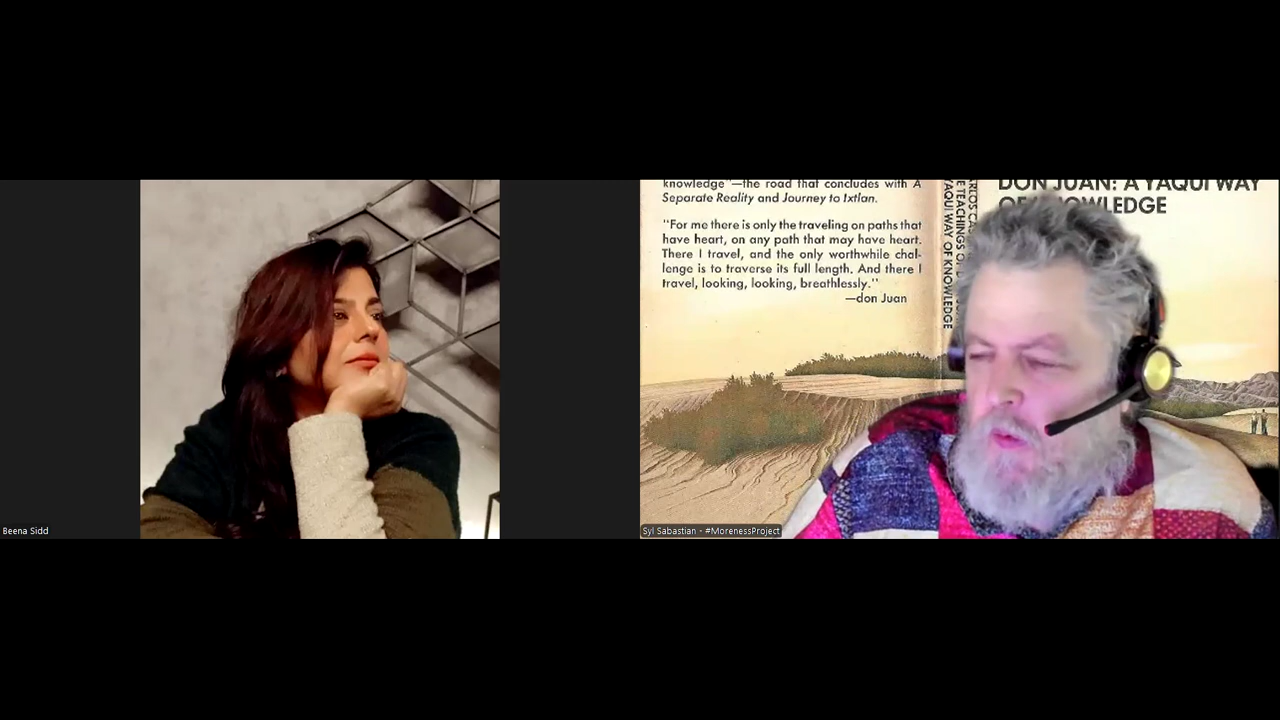 knowledge"—the road that concludes with A
Separate Reality and Journey to Ixtlan.
"For me there is only the traveling on paths that
have heart, on any path that may have heart.
There I travel, and the only worthwhile chal-
lenge is to traverse its full length. And there I
travel, looking, looking, breathlessly."
—don Juan
YAQUI WAY OF KNOWLEDGE
DON JUAN: A YAQUI WAY
OF KNOWLEDGE
Beena Sidd
Syl Sabastian - #MorenessProject